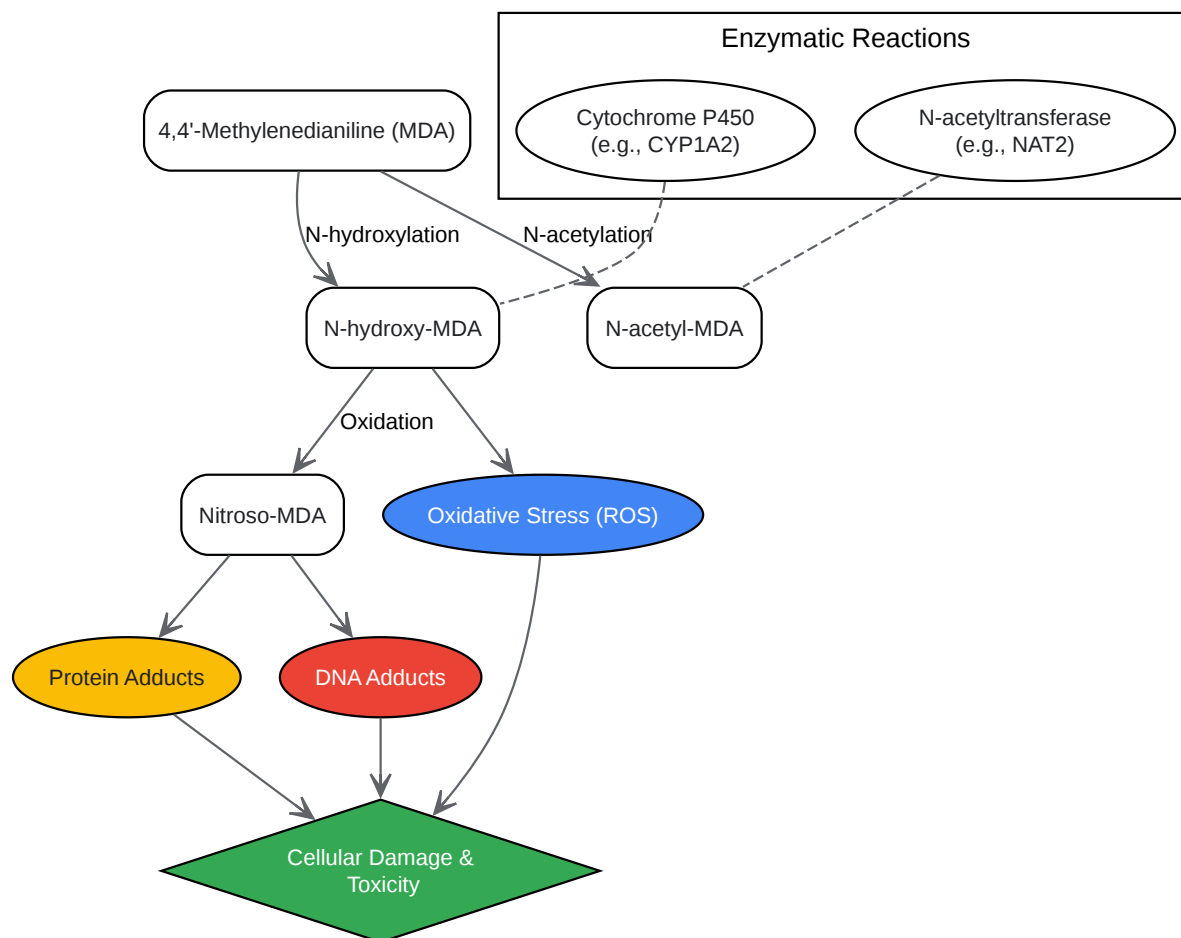 Enzymatic Reactions
4,4'-Methylenedianiline (MDA)
Cytochrome P450
(e.g., CYP1A2)
N-acetyltransferase
(e.g., NAT2)
N-hydroxylation
N-acetylation
N-hydroxy-MDA
N-acetyl-MDA
Oxidation
Nitroso-MDA
Oxidative Stress (ROS)
Protein Adducts
DNA Adducts
Cellular Damage &
Toxicity